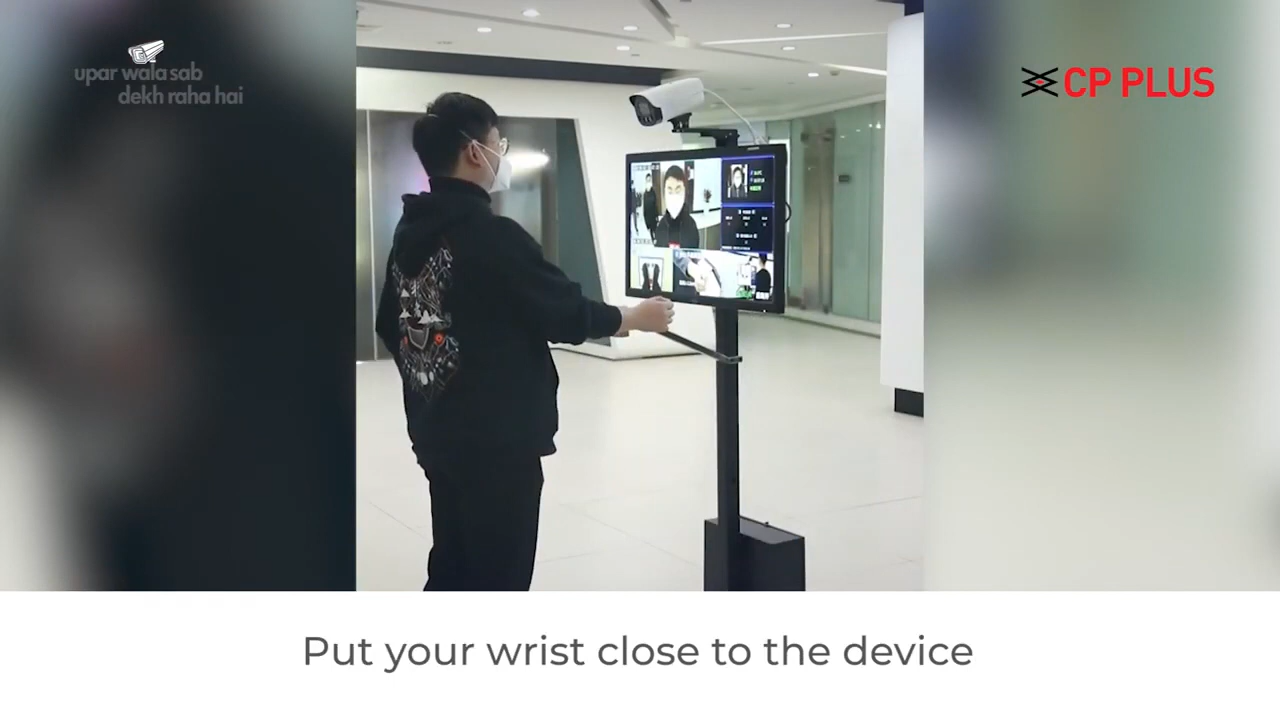 upar wala sab
dekh raha hai
CP PLUS
Put your wrist close to the device